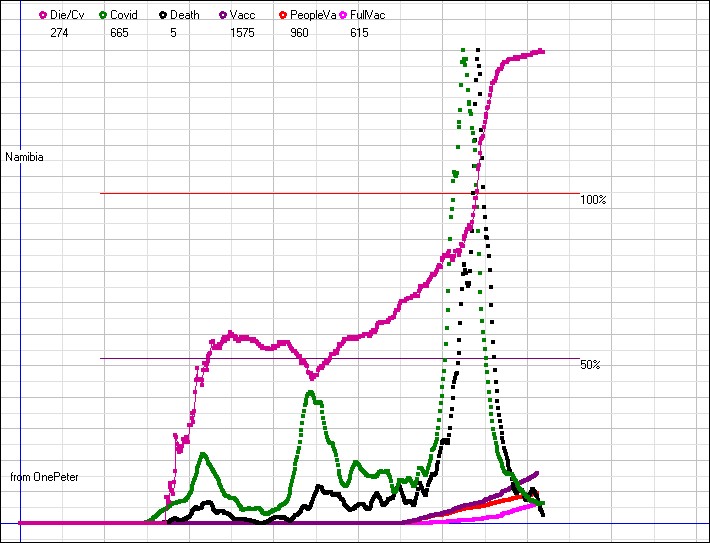 Die/Cv Covid Death Vacc PeopleVa FullVac
274 665 5 1575 960 615
Namibia
100%
50%
from OnePeter